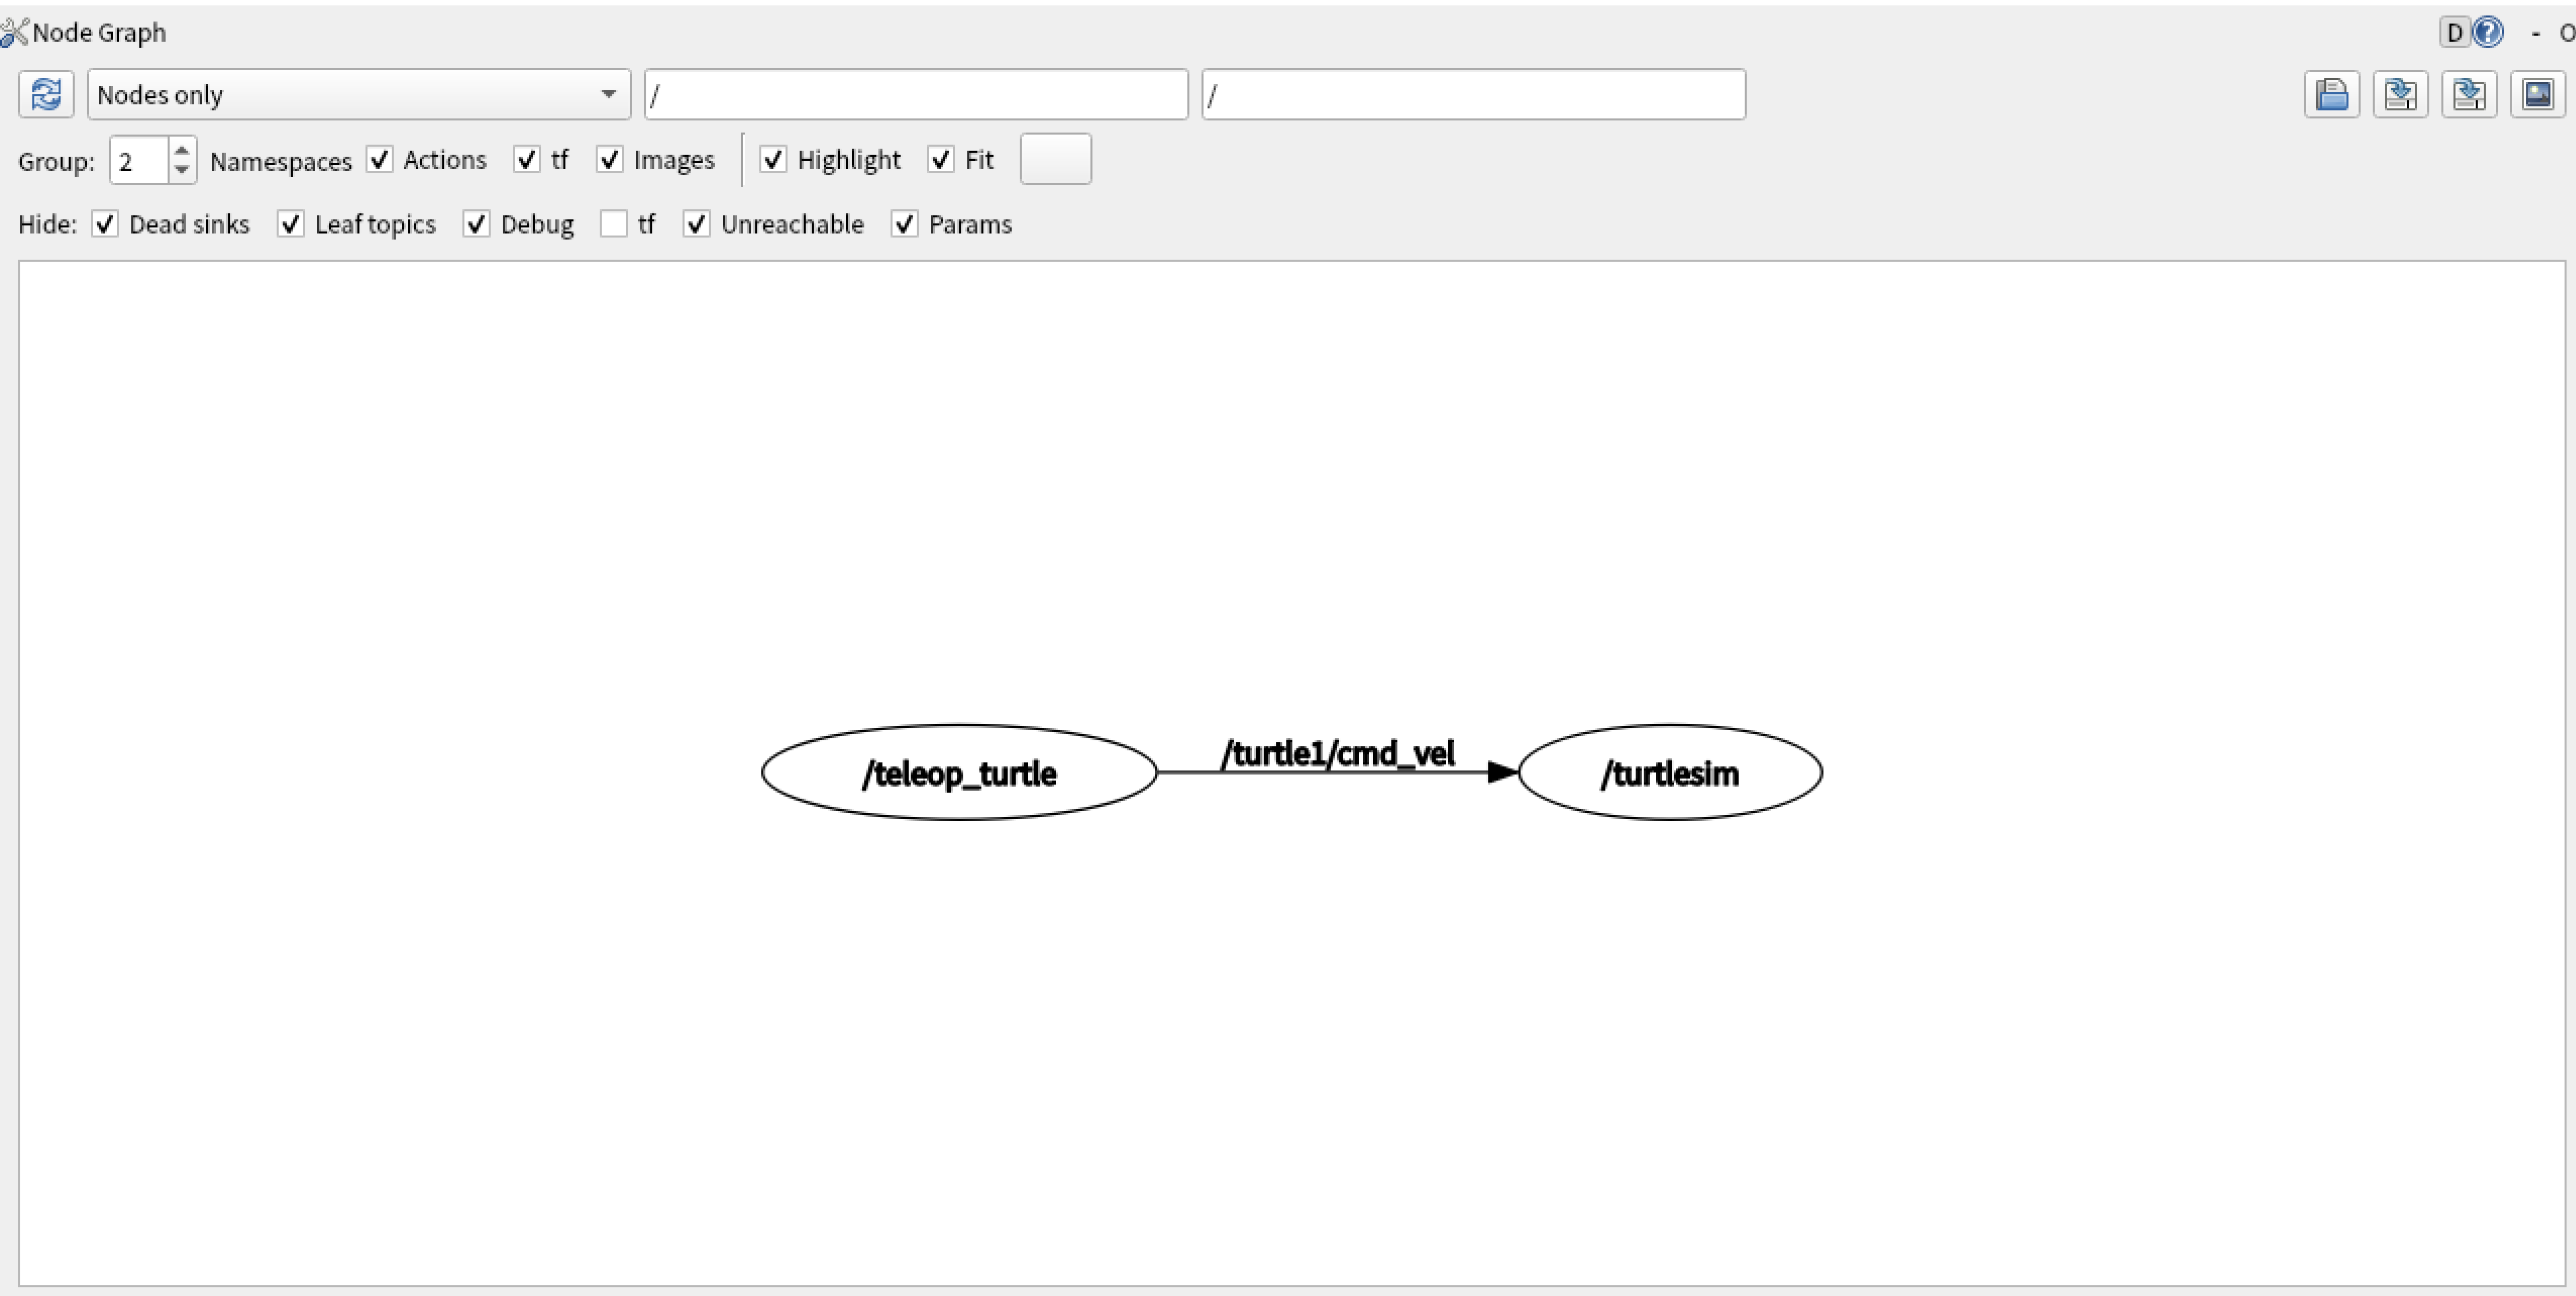 Node Graph D ? - O
Nodes only / /
Group: 2 Namespaces Actions tf Images Highlight Fit
Hide: Dead sinks Leaf topics Debug tf Unreachable Params
/teleop_turtle /turtle1/cmd_vel /turtlesim